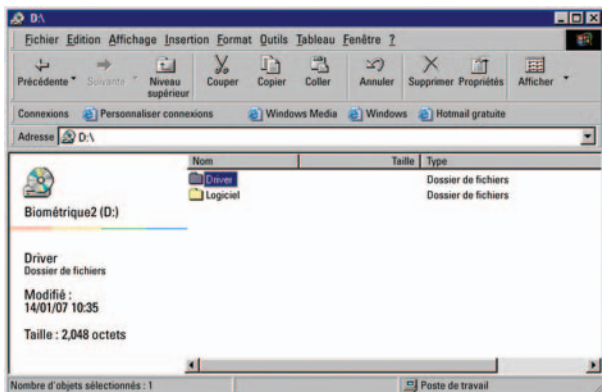 D:\
Fichier Edition Affichage Insertion Format Outils Tableau Fenêtre ?
Précédente Suivante Niveau supérieur Couper Copier Coller Annuler Supprimer Propriétés Afficher
Connexions Personnaliser connexions Windows Media Windows Hotmail gratuite
Adresse D:\
Nom Taille Type
Driver Dossier de fichiers
Logiciel Dossier de fichiers
Biométrique2 (D:)
Driver
Dossier de fichiers
Modifié :
14/01/07 10:35
Taille : 2,048 octets
Nombre d'objets sélectionnés : 1 Poste de travail